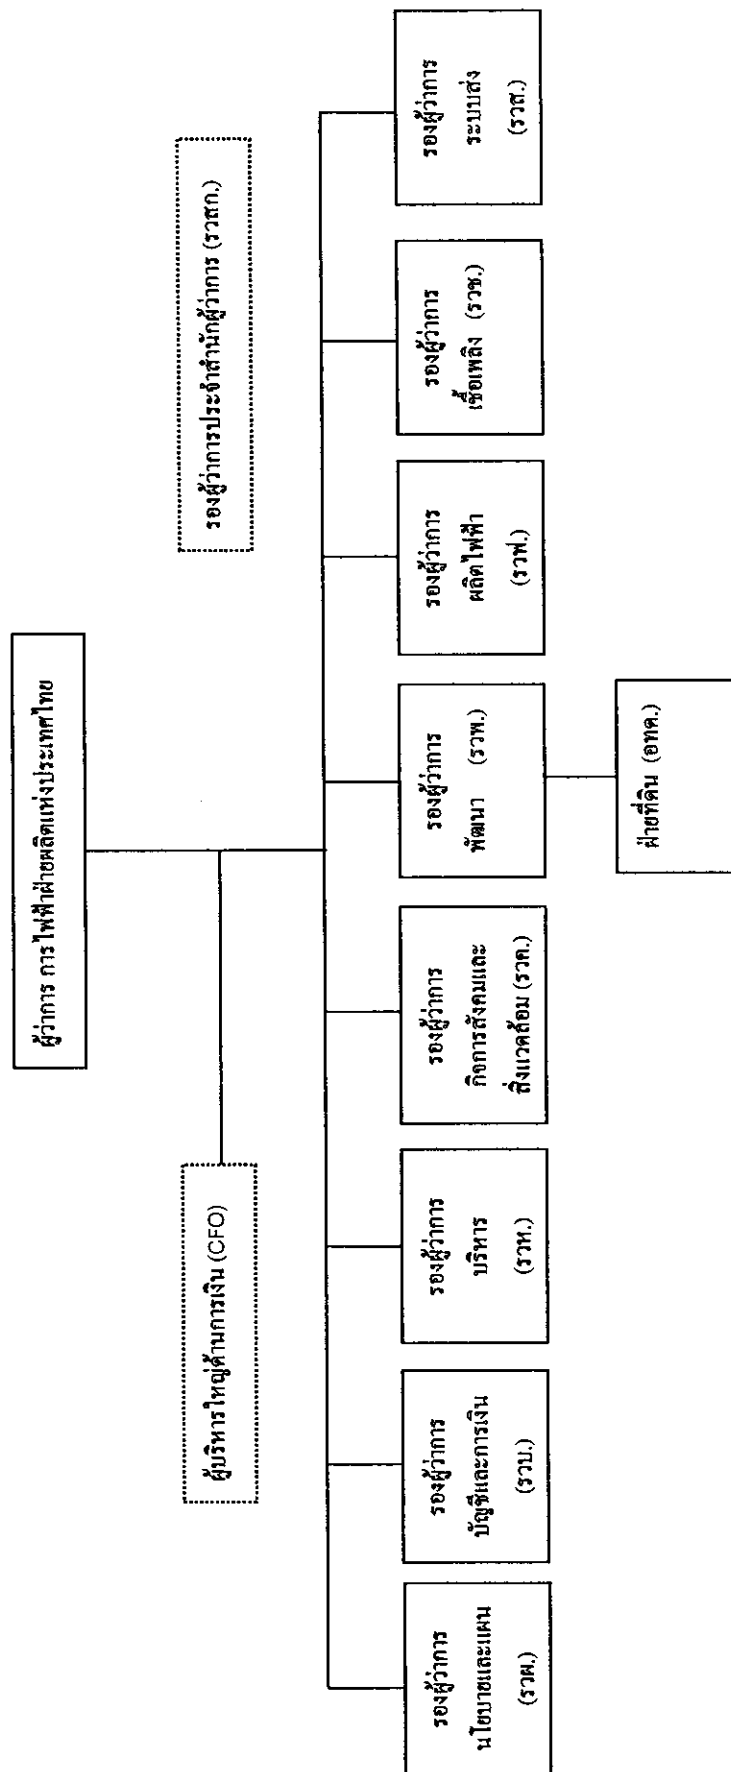 ผู้ว่าการ การไฟฟ้าฝ่ายผลิตแห่งประเทศไทย
ผู้บริหารใหญ่ด้านการเงิน (CFO)
รองผู้ว่าการประจำสำนักผู้ว่าการ (รวสก.)
รองผู้ว่าการ
นโยบายและแผน
(รวผ.)
รองผู้ว่าการ
บัญชีและการเงิน
(รวบ.)
รองผู้ว่าการ
บริหาร
(รวห.)
รองผู้ว่าการ
กิจการสังคมและ
สิ่งแวดล้อม (รวค.)
รองผู้ว่าการ
พัฒนา (รวพ.)
รองผู้ว่าการ
ผลิตไฟฟ้า
(รวฟ.)
รองผู้ว่าการ
เชื้อเพลิง (รวช.)
รองผู้ว่าการ
ระบบส่ง
(รวส.)
ฝ่ายที่ดิน (อทค.)